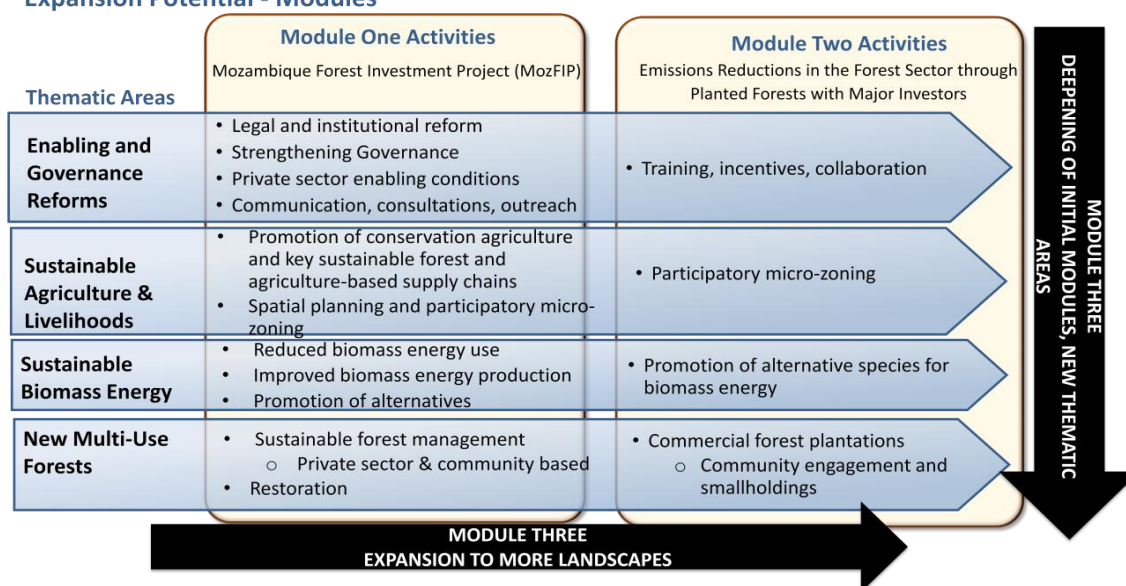 Expansion Potential - Modules
Module One Activities
Mozambique Forest Investment Project (MozFIP)
Module Two Activities
Emissions Reductions in the Forest Sector through
Planted Forests with Major Investors
Thematic Areas
Enabling and
Governance
Reforms
• Legal and institutional reform
• Strengthening Governance
• Private sector enabling conditions
• Communication, consultations, outreach
• Training, incentives, collaboration
Sustainable
Agriculture &
Livelihoods
• Promotion of conservation agriculture
and key sustainable forest and
agriculture-based supply chains
• Spatial planning and participatory micro-
zoning
• Participatory micro-zoning
Sustainable
Biomass Energy
• Reduced biomass energy use
• Improved biomass energy production
• Promotion of alternatives
• Promotion of alternative species for
biomass energy
New Multi-Use
Forests
• Sustainable forest management
o Private sector & community based
• Restoration
• Commercial forest plantations
o Community engagement and
smallholdings
MODULE THREE
EXPANSION TO MORE LANDSCAPES
MODULE THREE
DEEPENING OF INITIAL MODULES, NEW THEMATIC
AREAS